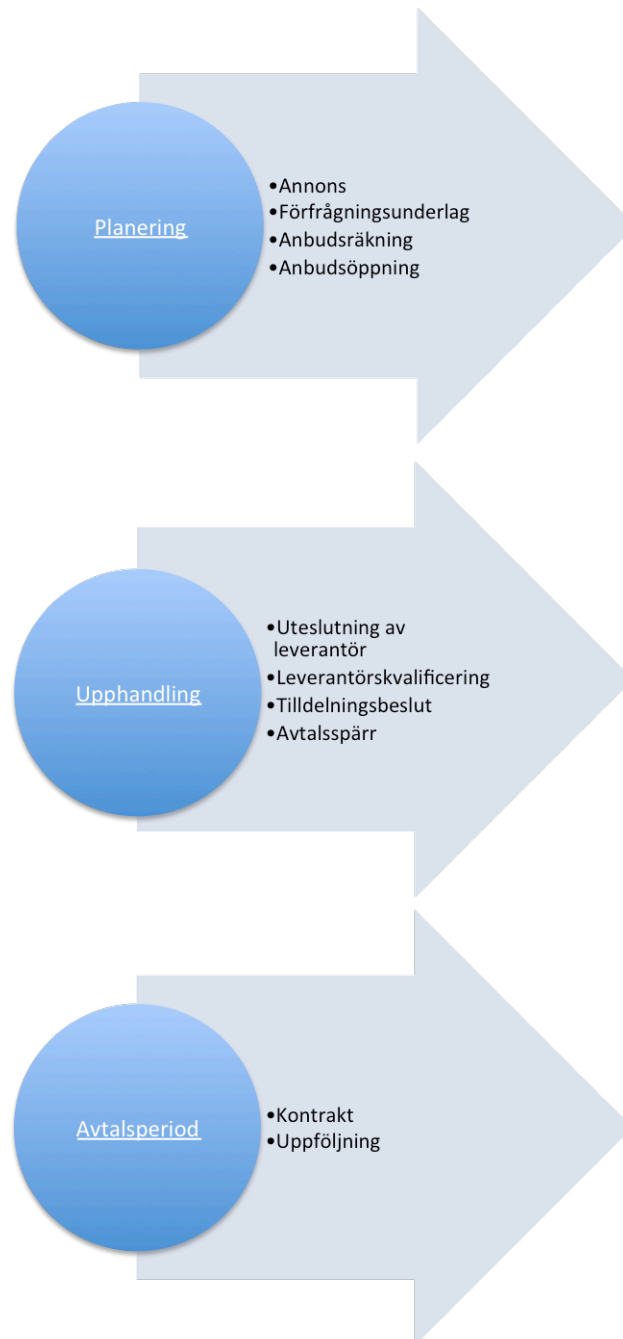 Planering
•Annons
•Förfrågningsunderlag
•Anbudsräkning
•Anbudsöppning
Upphandling
•Uteslutning av
leverantör
•Leverantörskvalificering
•Tilldelningsbeslut
•Avtalsspärr
Avtalsperiod
•Kontrakt
•Uppföljning